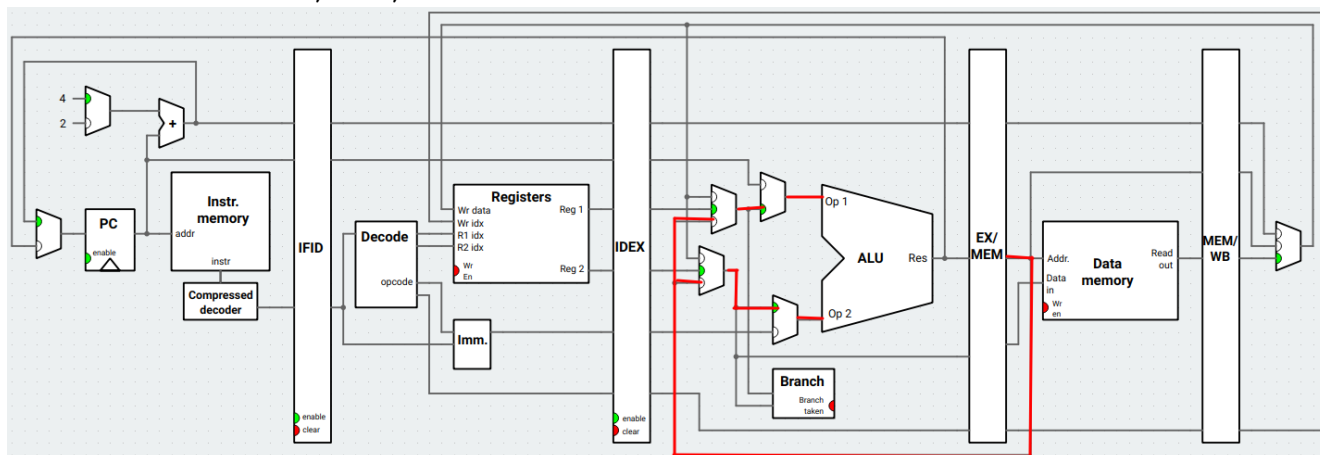 4
2
+
PC
enable
Instr.
memory
addr
instr
Compressed
decoder
IFID
enable
clear
Decode
opcode
Registers
Wr data
Wr idx
R1 idx
R2 idx
Wr
En
Reg 1
Reg 2
Imm.
IDEX
enable
clear
Op 1
ALU
Res
Op 2
Branch
Branch
taken
EX/
MEM
Addr.
Data
in
Wr
en
Data
memory
Read
out
MEM/
WB